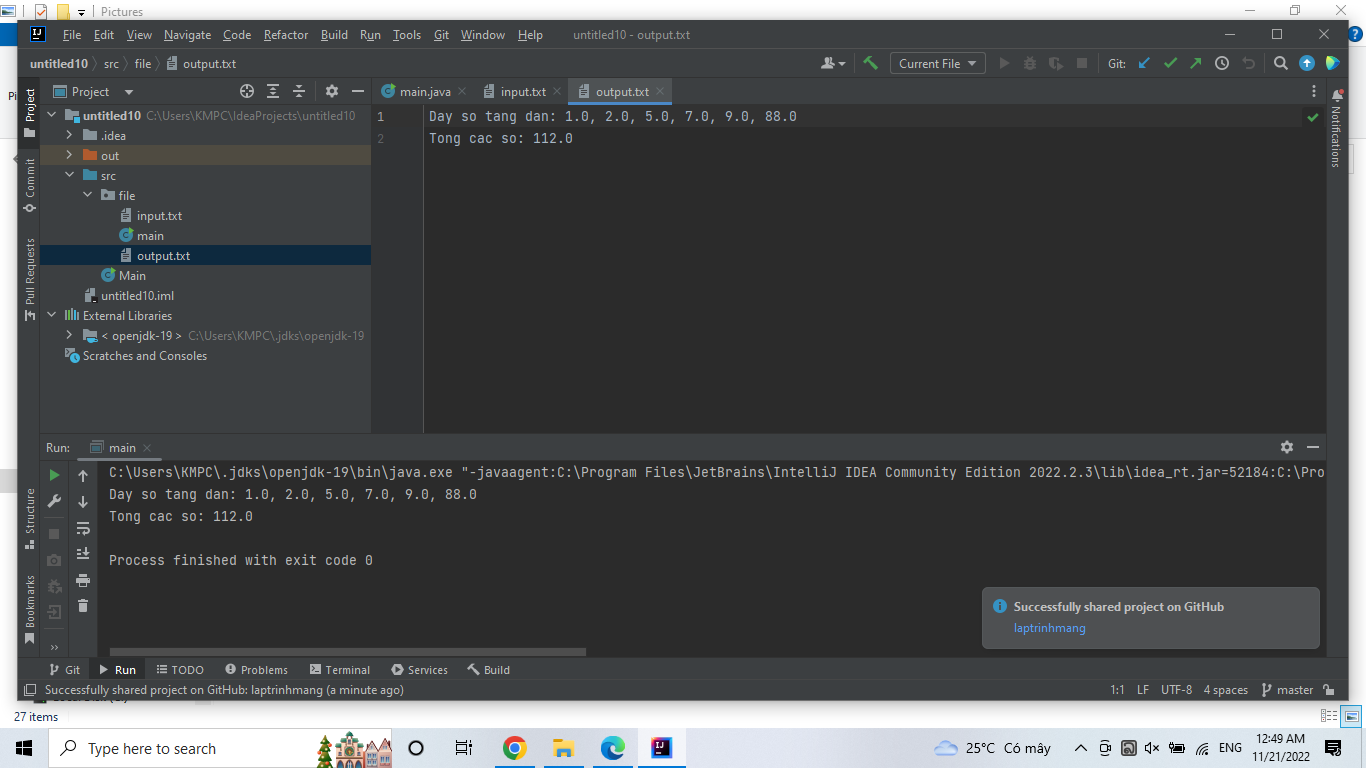 Pictures
File Edit View Navigate Code Refactor Build Run Tools Git Window Help untitled10 - output.txt
untitled10 src file output.txt Current File Git:
Project
Project
main.java input.txt output.txt
untitled10 C:\Users\KMPC\IdeaProjects\untitled10
.idea
out
src
file
input.txt
main
output.txt
Main
untitled10.iml
External Libraries
< openjdk-19 > C:\Users\KMPC\.jdks\openjdk-19
Scratches and Consoles
Commit
Pull Requests
1 Day so tang dan: 1.0, 2.0, 5.0, 7.0, 9.0, 88.0
2 Tong cac so: 112.0
Notifications
Run: main
C:\Users\KMPC\.jdks\openjdk-19\bin\java.exe "-javaagent:C:\Program Files\JetBrains\IntelliJ IDEA Community Edition 2022.2.3\lib\idea_rt.jar=52184:C:\Pro
Day so tang dan: 1.0, 2.0, 5.0, 7.0, 9.0, 88.0
Tong cac so: 112.0
Process finished with exit code 0
Structure
Bookmarks
Successfully shared project on GitHub
laptrinhmang
Git Run TODO Problems Terminal Services Build
Successfully shared project on GitHub: laptrinhmang (a minute ago) 1:1 LF UTF-8 4 spaces master
27 items
Type here to search 25°C Có mây ENG 12:49 AM
11/21/2022